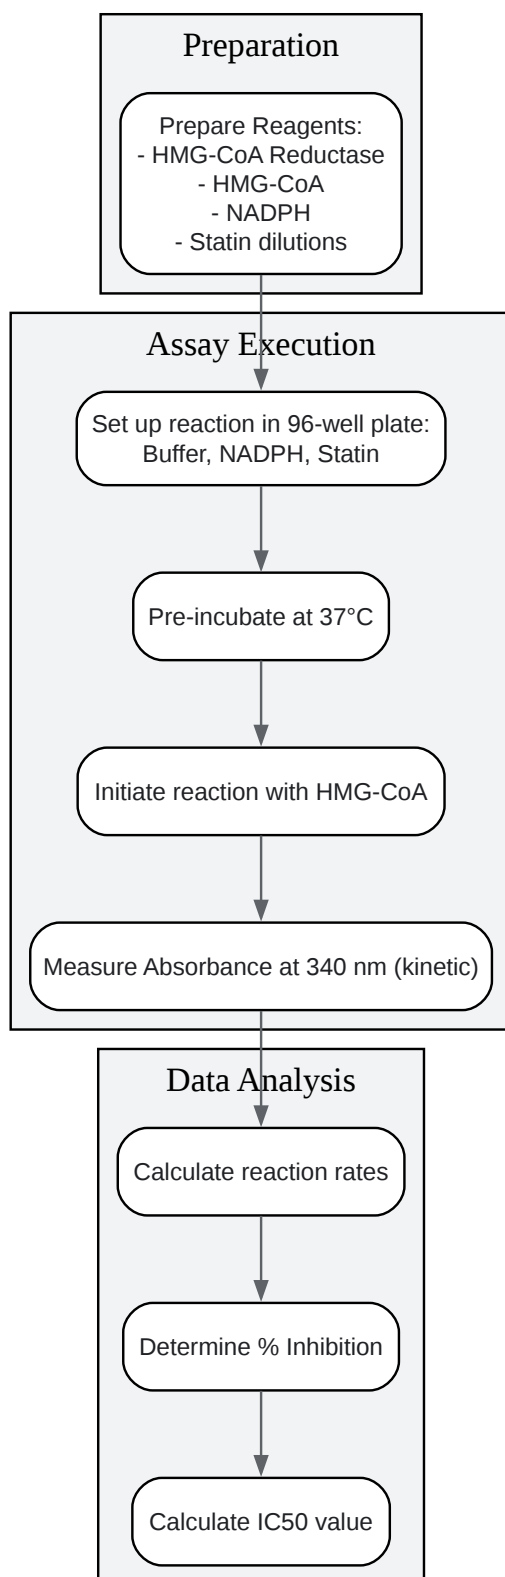 Preparation
Prepare Reagents:
- HMG-CoA Reductase
- HMG-CoA
- NADPH
- Statin dilutions
Assay Execution
Set up reaction in 96-well plate:
Buffer, NADPH, Statin
Pre-incubate at 37°C
Initiate reaction with HMG-CoA
Measure Absorbance at 340 nm (kinetic)
Data Analysis
Calculate reaction rates
Determine % Inhibition
Calculate IC50 value